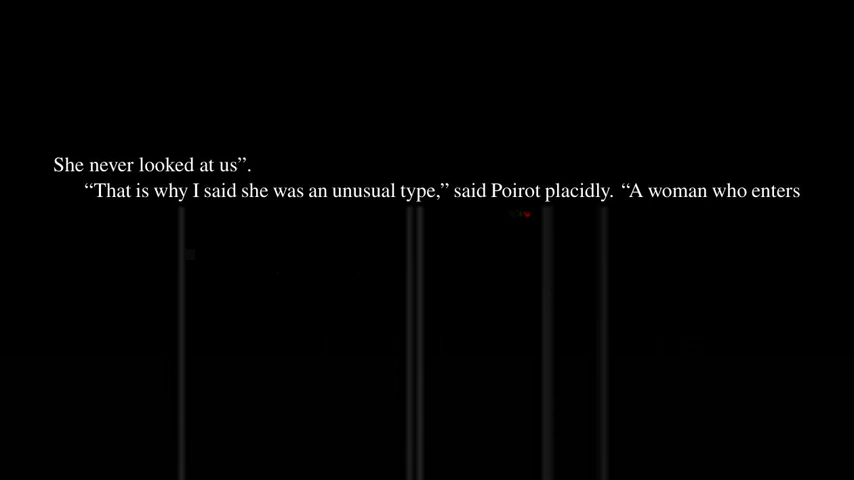 She never looked at us”.
“That is why I said she was an unusual type,” said Poirot placidly. “A woman who enters